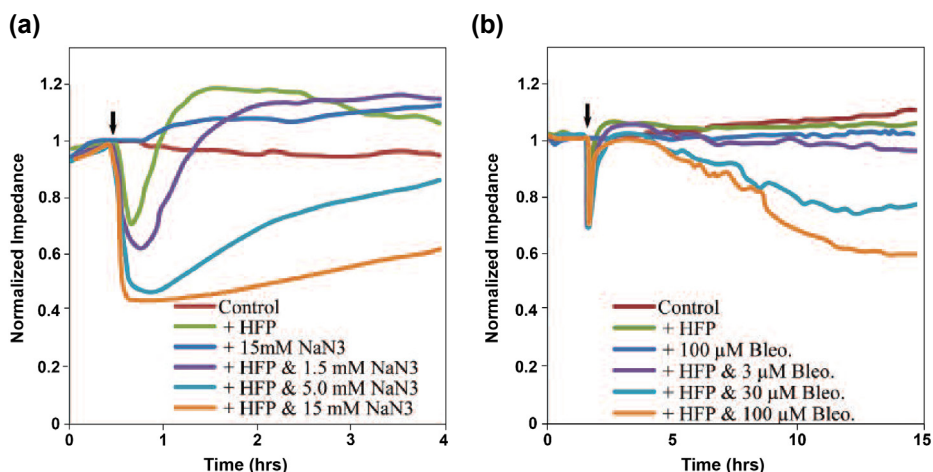 (a)
Normalized Impedance
1.2
1
0.8
0.6
0.4
0.2
0
Control
+ HFP
+ 15mM NaN3
+ HFP & 1.5 mM NaN3
+ HFP & 5.0 mM NaN3
+ HFP & 15 mM NaN3
0 1 2 3 4
Time (hrs)
(b)
Normalized Impedance
1.2
1
0.8
0.6
0.4
0.2
0
Control
+ HFP
+ 100 µM Bleo.
+ HFP & 3 µM Bleo.
+ HFP & 30 µM Bleo.
+ HFP & 100 µM Bleo.
0 5 10 15
Time (hrs)